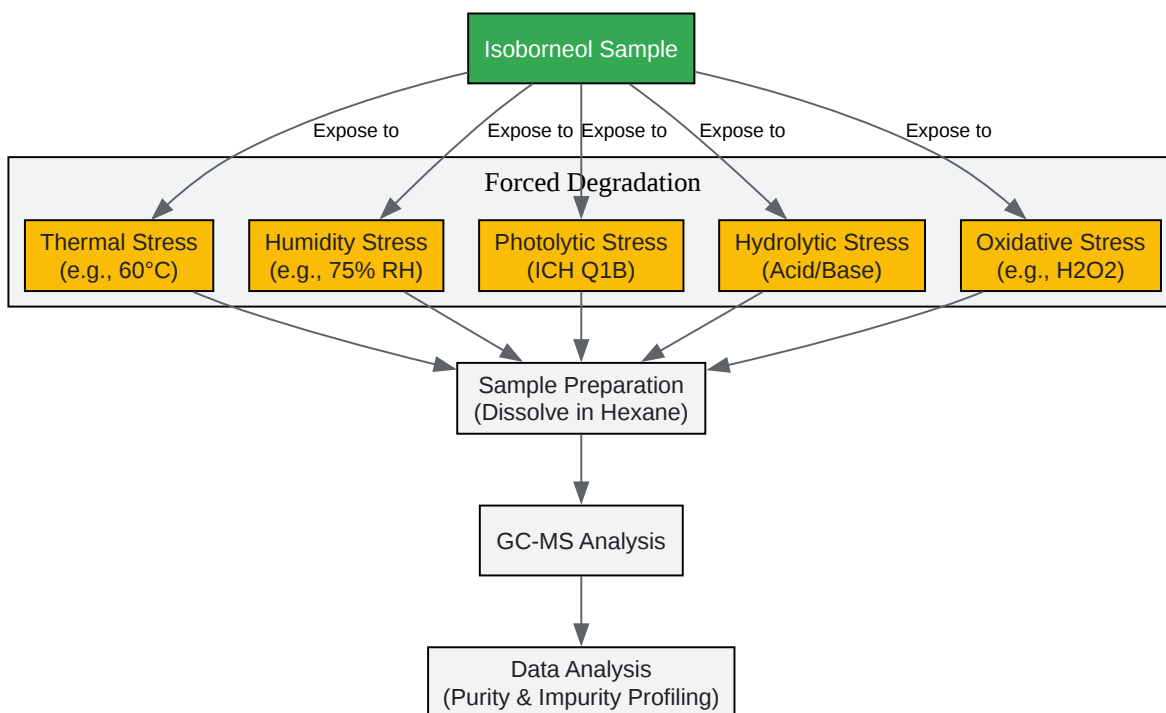 Isoborneol Sample
Expose to
Expose to
Expose to
Expose to
Expose to
Forced Degradation
Thermal Stress
(e.g., 60°C)
Humidity Stress
(e.g., 75% RH)
Photolytic Stress
(ICH Q1B)
Hydrolytic Stress
(Acid/Base)
Oxidative Stress
(e.g., H2O2)
Sample Preparation
(Dissolve in Hexane)
GC-MS Analysis
Data Analysis
(Purity & Impurity Profiling)